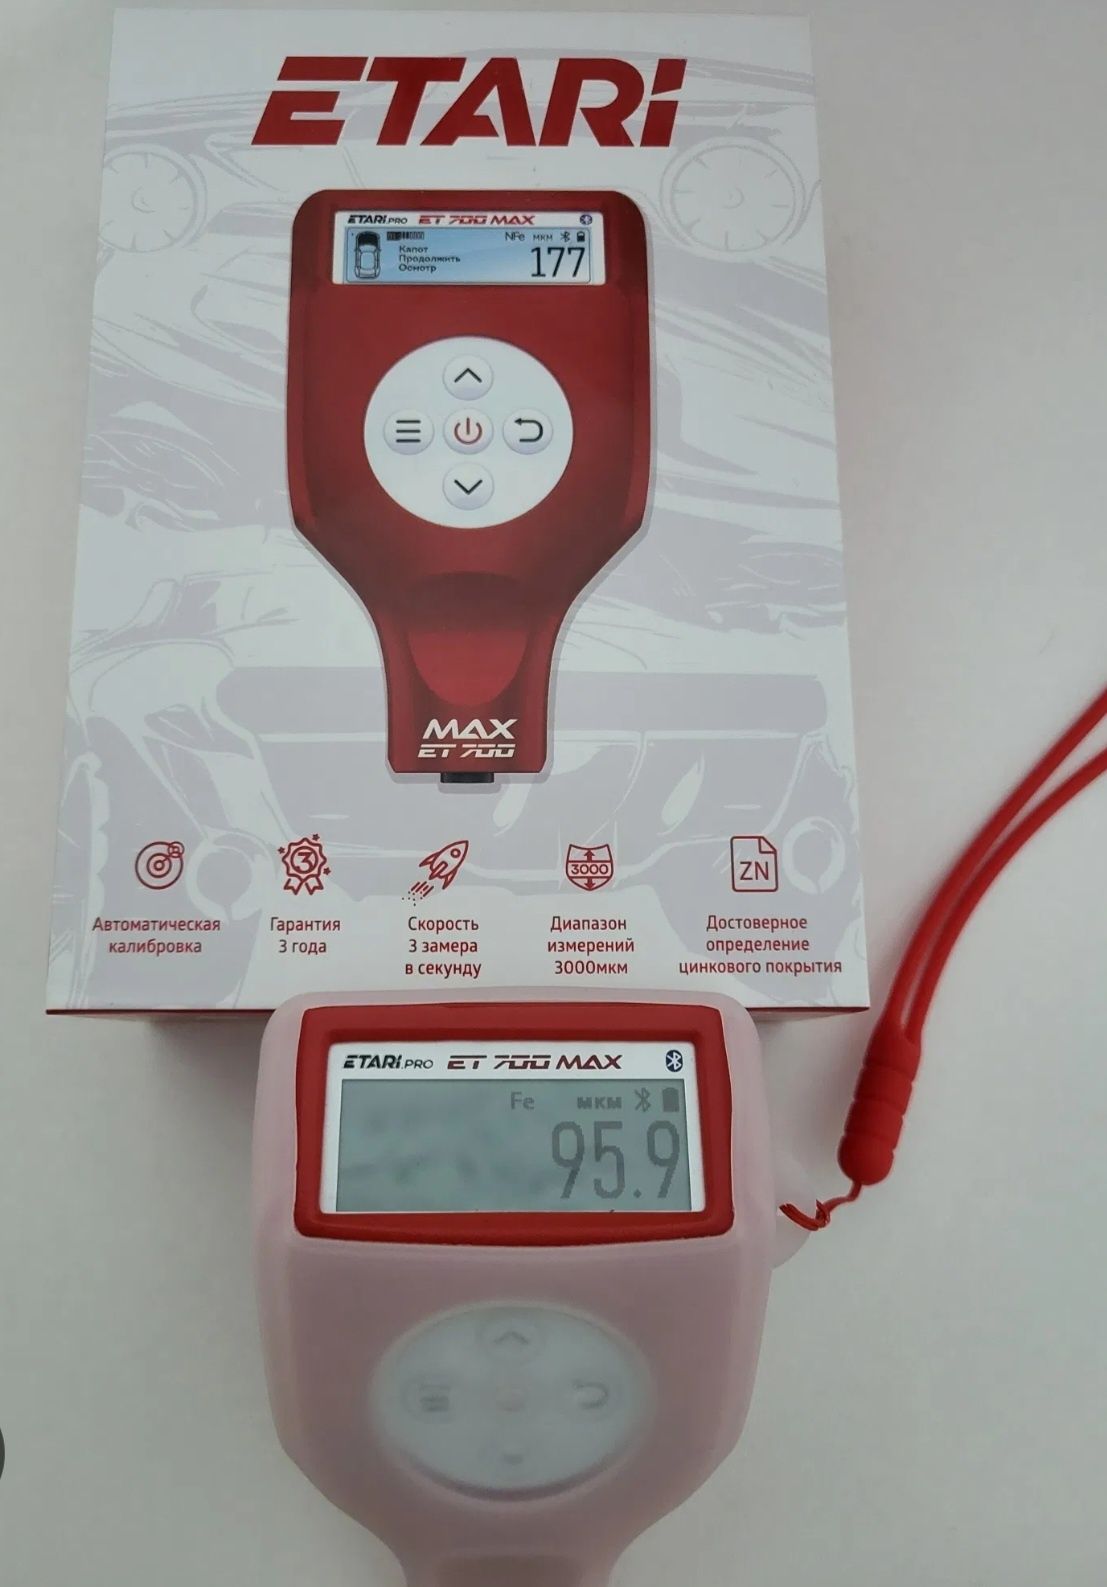 ETARI
ETARI.PRO ET 700 MAX
NFe мкм
Капот
Продолжить
Осмотр
177
MAX
ET 700
3
3000
ZN
Автоматическая
калибровка
Гарантия
3 года
Скорость
3 замера
в секунду
Диапазон
измерений
3000мкм
Достоверное
определение
цинкового покрытия
ETARI.PRO ET 700 MAX
Fe мкм
95.9